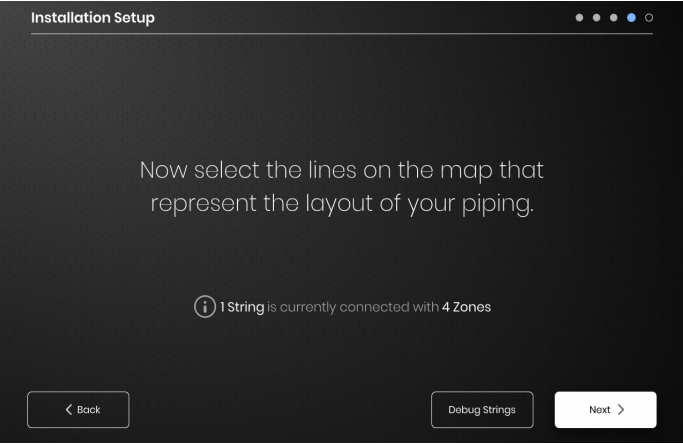 Installation Setup
Now select the lines on the map that
represent the layout of your piping.
1 String is currently connected with 4 Zones
Back
Debug Strings
Next